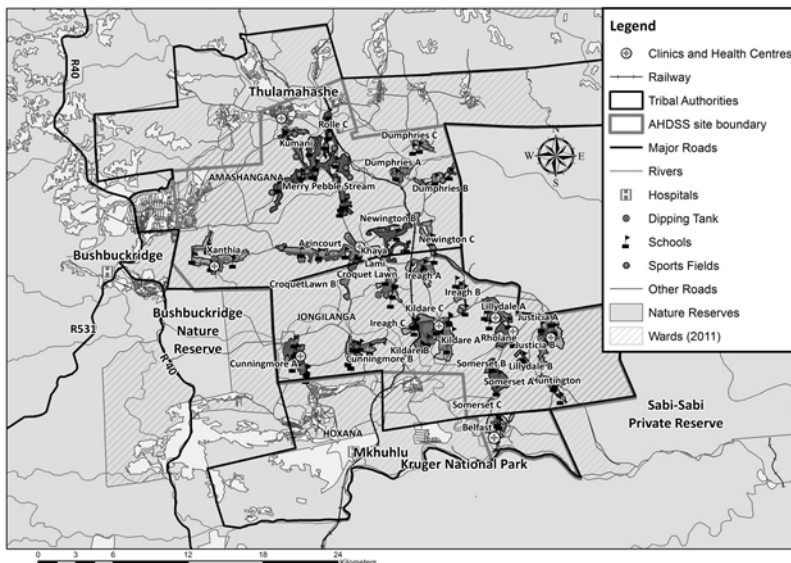 Legend
Clinics and Health Centres
Railway
Tribal Authorities
AHDSS site boundary
Major Roads
Rivers
Hospitals
Dipping Tank
Schools
Sports Fields
Other Roads
Nature Reserves
Wards (2011)
R40
Thulamahashe
Rolle C
Kumani
Dumphries C
N
W E
S
Dumphries A
AMASHANGANA
Merry Pebble Stream
Dumphries B
Newington B
Xanthia
Agincourt
Khaya
Lami
Newington C
Bushbuckridge
Croquet Lawn
Ireagh A
CroquetLawn B
Ireagh B
Bushbuckridge
Nature
Reserve
JONGILANGA
Kildare C
Lillydale A
Justicia A
R531
Ireagh C
Kildare A
Rholane
Justicia B
R 40
Cunningmore A
Cunningmore B
KildareB
Somerset B
Lillydale B
Somerset A
Huntington
Somerset C
HOXANA
Belfast
Sabi-Sabi
Private Reserve
Mkhuhlu
Kruger National Park
0 3 6 12 18 24
Kilometers